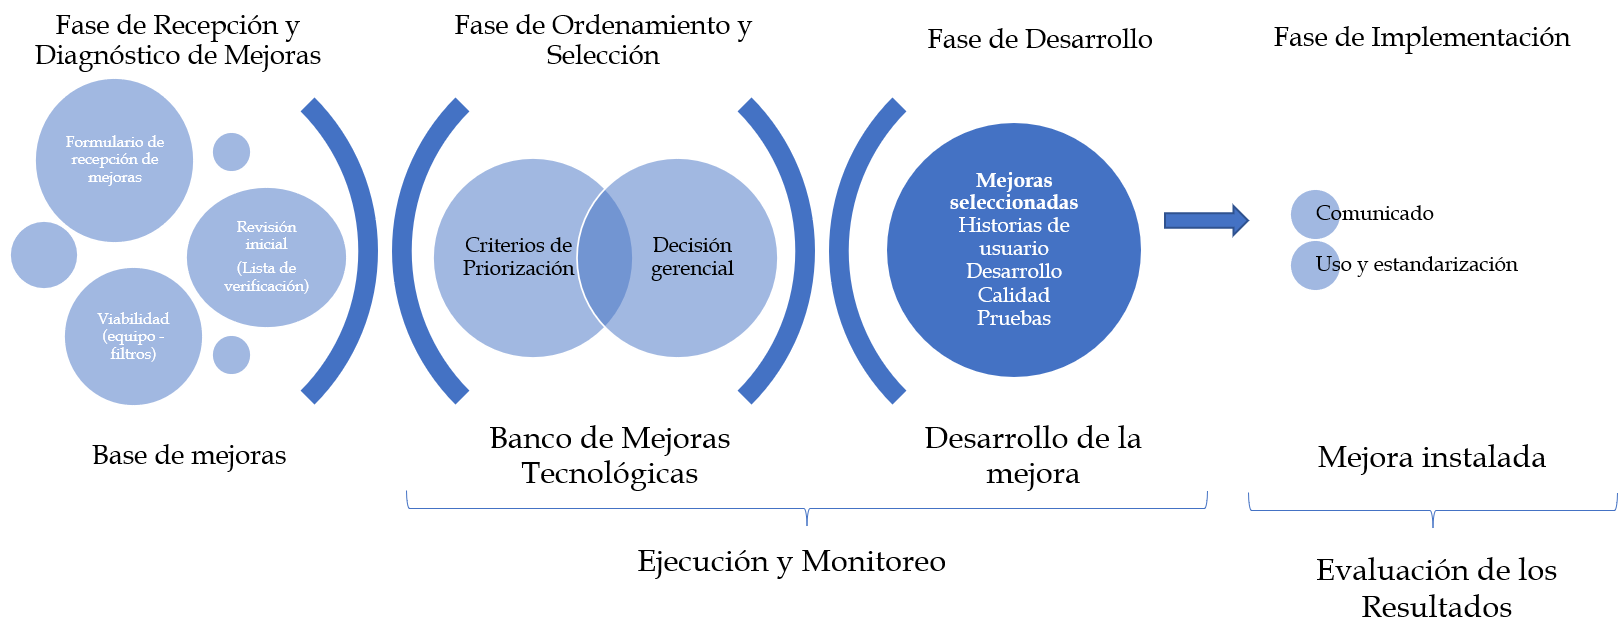 Fase de Recepción y
Diagnóstico de Mejoras
Formulario de
recepción de
mejoras
Revisión
inicial
(Lista de
verificación)
Viabilidad
(equipo -
filtros)
Base de mejoras
Fase de Ordenamiento y
Selección
Criterios de
Priorización
Decisión
gerencial
Banco de Mejoras
Tecnológicas
Fase de Desarrollo
Mejoras
seleccionadas
Historias de
usuario
Desarrollo
Calidad
Pruebas
Desarrollo de la
mejora
Fase de Implementación
Comunicado
Uso y estandarización
Mejora instalada
Ejecución y Monitoreo
Evaluación de los
Resultados